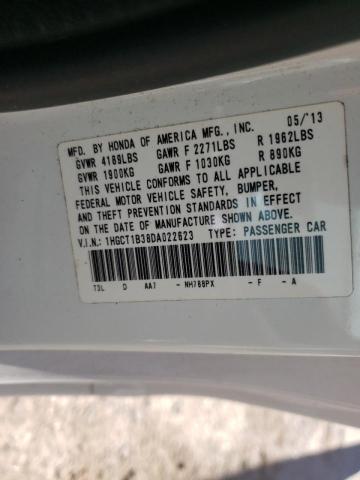 MFD. BY HONDA OF AMERICA MFG., INC. 05/13
GVWR 4189LBS GAWR F 2271LBS R 1962LBS
GVWR 1900KG GAWR F 1030KG R 890KG
THIS VEHICLE CONFORMS TO ALL APPLICABLE
FEDERAL MOTOR VEHICLE SAFETY, BUMPER,
AND THEFT PREVENTION STANDARDS IN EFFECT
ON THE DATE OF MANUFACTURE SHOWN ABOVE.
V.I.N.: 1HGCT1B38DA022623 TYPE: PASSENGER CAR
T3L D AA7 - NH788PX - F - A